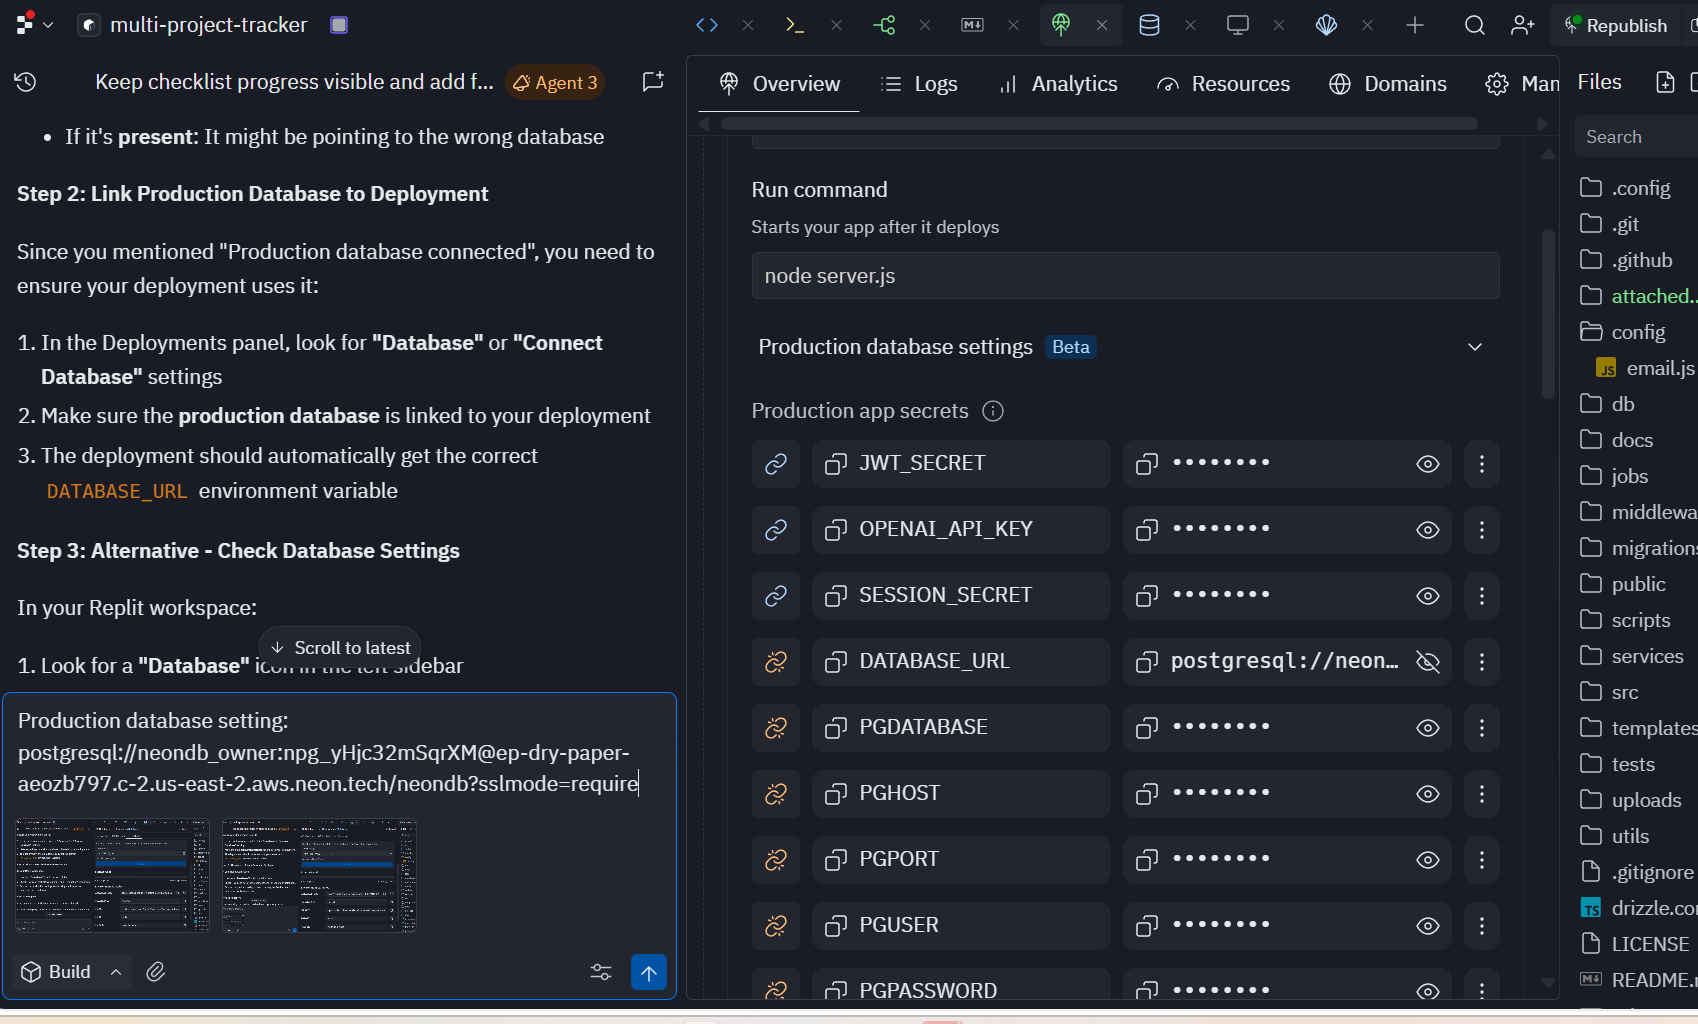 multi-project-tracker
Republish
Keep checklist progress visible and add f...
Agent 3
Overview
Logs
Analytics
Resources
Domains
Man
Files
Search
• If it's present: It might be pointing to the wrong database
Step 2: Link Production Database to Deployment
Since you mentioned "Production database connected", you need to
ensure your deployment uses it:
1. In the Deployments panel, look for "Database" or "Connect
Database" settings
2. Make sure the production database is linked to your deployment
3. The deployment should automatically get the correct
DATABASE_URL environment variable
Step 3: Alternative - Check Database Settings
In your Replit workspace:
Scroll to latest
1. Look for a "Database" icon in the left sidebar
Production database setting:
postgresql://neondb_owner:npg_yHjc32mSqrXM@ep-dry-paper-
aeozb797.c-2.us-east-2.aws.neon.tech/neondb?sslmode=require
Build
Run command
Starts your app after it deploys
node server.js
Production database settings Beta
Production app secrets
JWT_SECRET ••••••••
OPENAI_API_KEY ••••••••
SESSION_SECRET ••••••••
DATABASE_URL postgresql://neon...
PGDATABASE ••••••••
PGHOST ••••••••
PGPORT ••••••••
PGUSER ••••••••
PGPASSWORD ••••••••
.config
.git
.github
attached..
config
JS email.js
db
docs
jobs
middlewa
migrations
public
scripts
services
src
templates
tests
uploads
utils
.gitignore
TS drizzle.co
LICENSE
README.